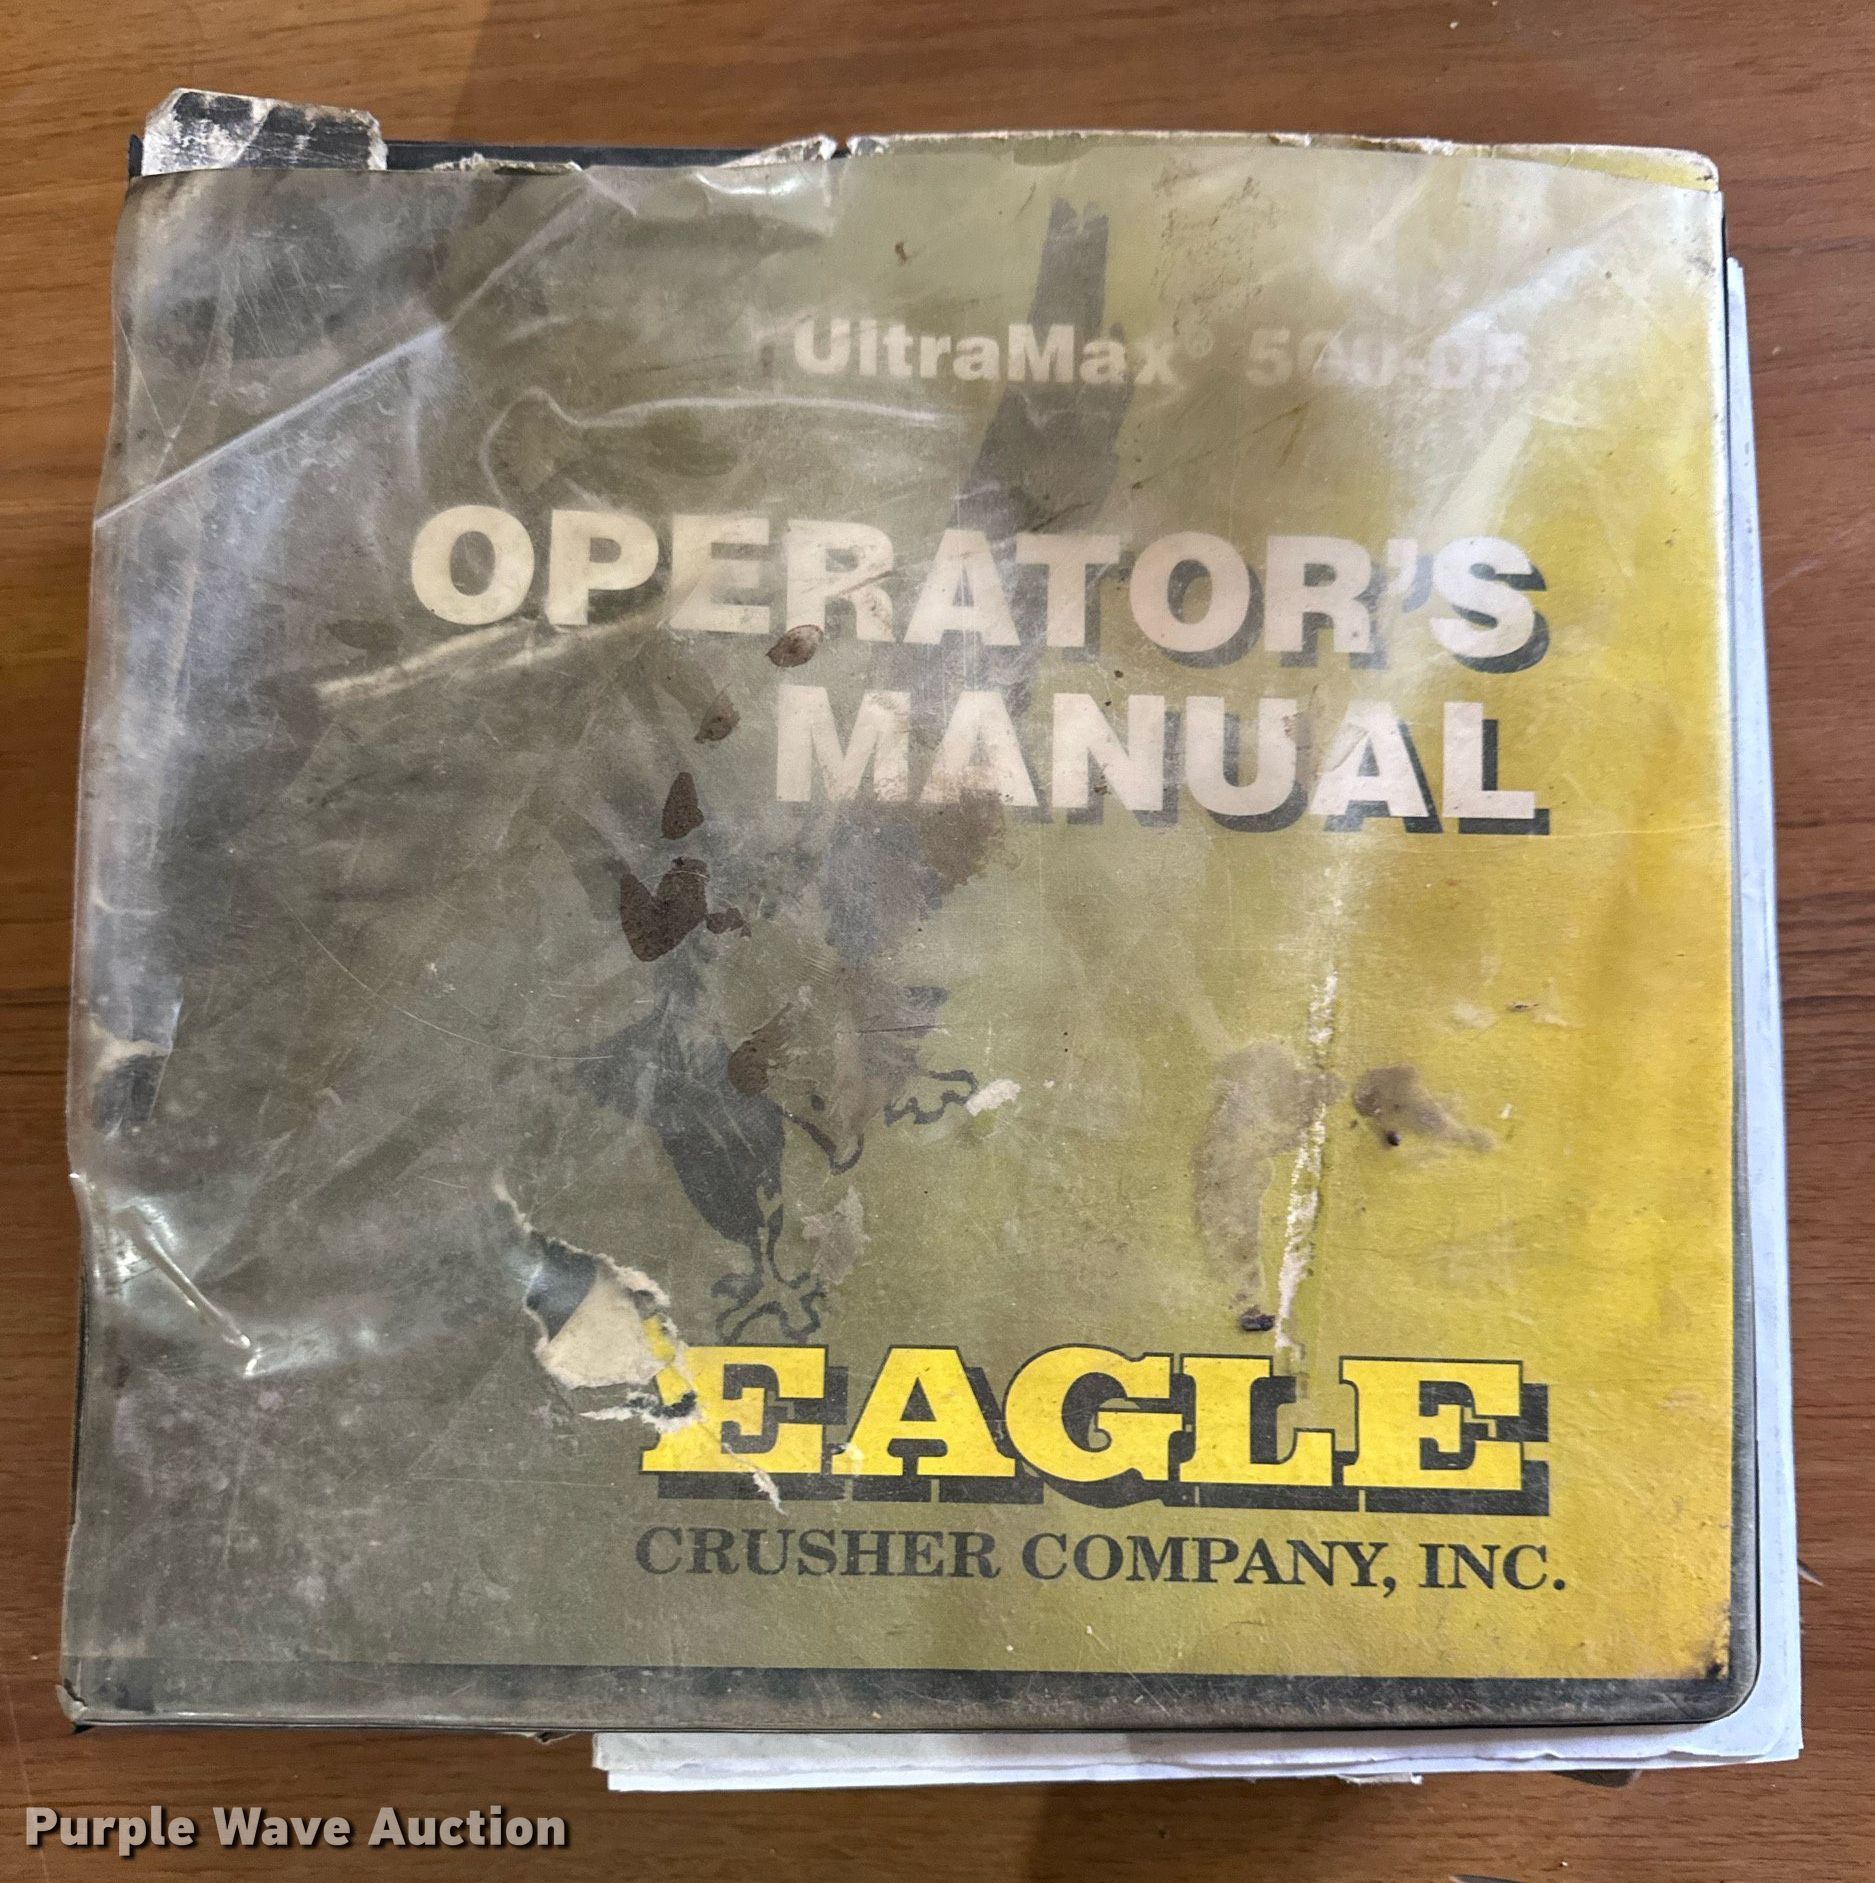 UltraMax®
OPERATOR'S
MANUAL
EAGLE
CRUSHER COMPANY, INC.
Purple Wave Auction